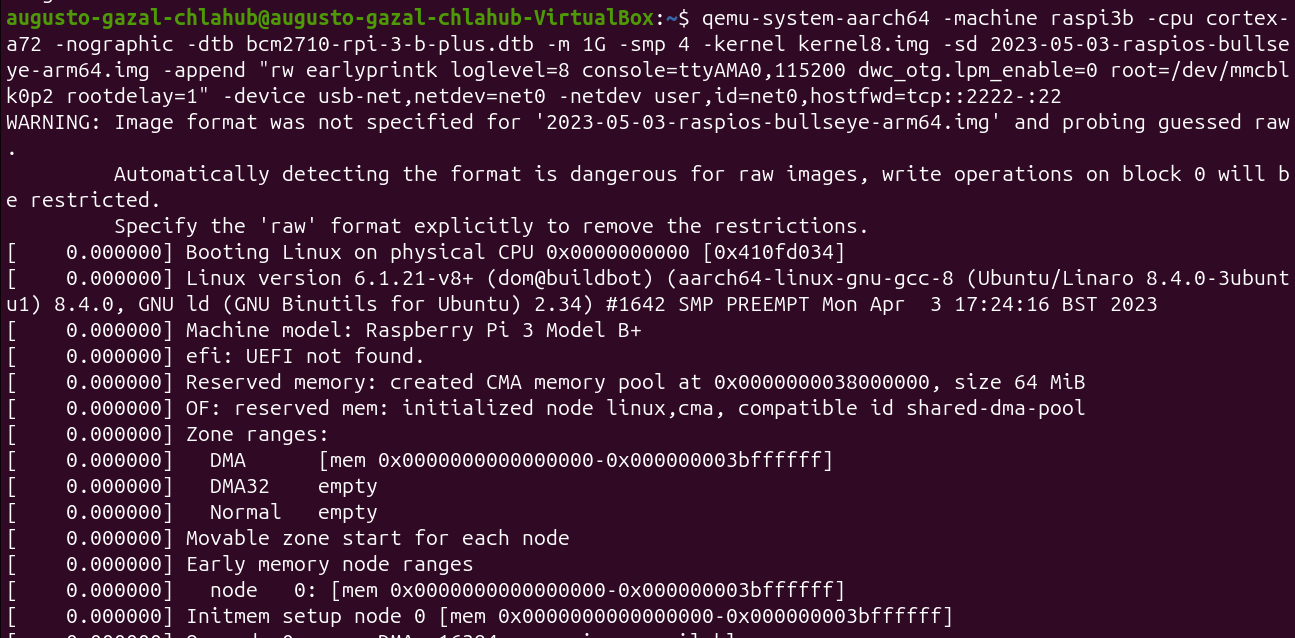 augusto-gazal-chlahub@augusto-gazal-chlahub-VirtualBox:~$ qemu-system-aarch64 -machine raspi3b -cpu cortex-
a72 -nographic -dtb bcm2710-rpi-3-b-plus.dtb -m 1G -smp 4 -kernel kernel8.img -sd 2023-05-03-raspios-bullse
ye-arm64.img -append "rw earlyprintk loglevel=8 console=ttyAMA0,115200 dwc_otg.lpm_enable=0 root=/dev/mmcbl
k0p2 rootdelay=1" -device usb-net,netdev=net0 -netdev user,id=net0,hostfwd=tcp::2222-:22
WARNING: Image format was not specified for '2023-05-03-raspios-bullseye-arm64.img' and probing guessed raw
.
         Automatically detecting the format is dangerous for raw images, write operations on block 0 will b
e restricted.
         Specify the 'raw' format explicitly to remove the restrictions.
[    0.000000] Booting Linux on physical CPU 0x0000000000 [0x410fd034]
[    0.000000] Linux version 6.1.21-v8+ (dom@buildbot) (aarch64-linux-gnu-gcc-8 (Ubuntu/Linaro 8.4.0-3ubunt
u1) 8.4.0, GNU ld (GNU Binutils for Ubuntu) 2.34) #1642 SMP PREEMPT Mon Apr  3 17:24:16 BST 2023
[    0.000000] Machine model: Raspberry Pi 3 Model B+
[    0.000000] efi: UEFI not found.
[    0.000000] Reserved memory: created CMA memory pool at 0x0000000038000000, size 64 MiB
[    0.000000] OF: reserved mem: initialized node linux,cma, compatible id shared-dma-pool
[    0.000000] Zone ranges:
[    0.000000]   DMA      [mem 0x0000000000000000-0x000000003bffffff]
[    0.000000]   DMA32    empty
[    0.000000]   Normal   empty
[    0.000000] Movable zone start for each node
[    0.000000] Early memory node ranges
[    0.000000]   node   0: [mem 0x0000000000000000-0x000000003bffffff]
[    0.000000] Initmem setup node 0 [mem 0x0000000000000000-0x000000003bffffff]